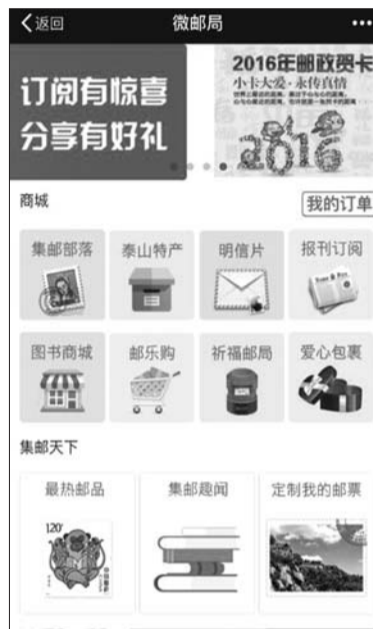 返回
微邮局
订阅有惊喜
分享有好礼
2016年邮政贺卡
小卡大爱·永传真情
2016
商城
我的订单
集邮部落
泰山特产
明信片
报刊订阅
图书商城
邮乐购
祈福邮局
爱心包裹
集邮天下
最热邮品
集邮趣闻
定制我的邮票
120